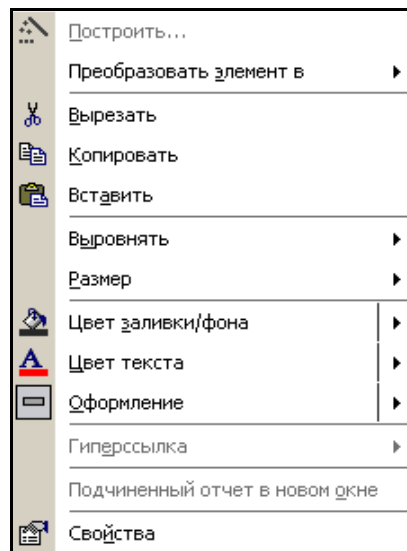 Построить...
Преобразовать элемент в
Вырезать
Копировать
Вставить
Выровнять
Размер
Цвет заливки/фона
Цвет текста
Оформление
Гиперссылка
Подчиненный отчет в новом окне
Свойства